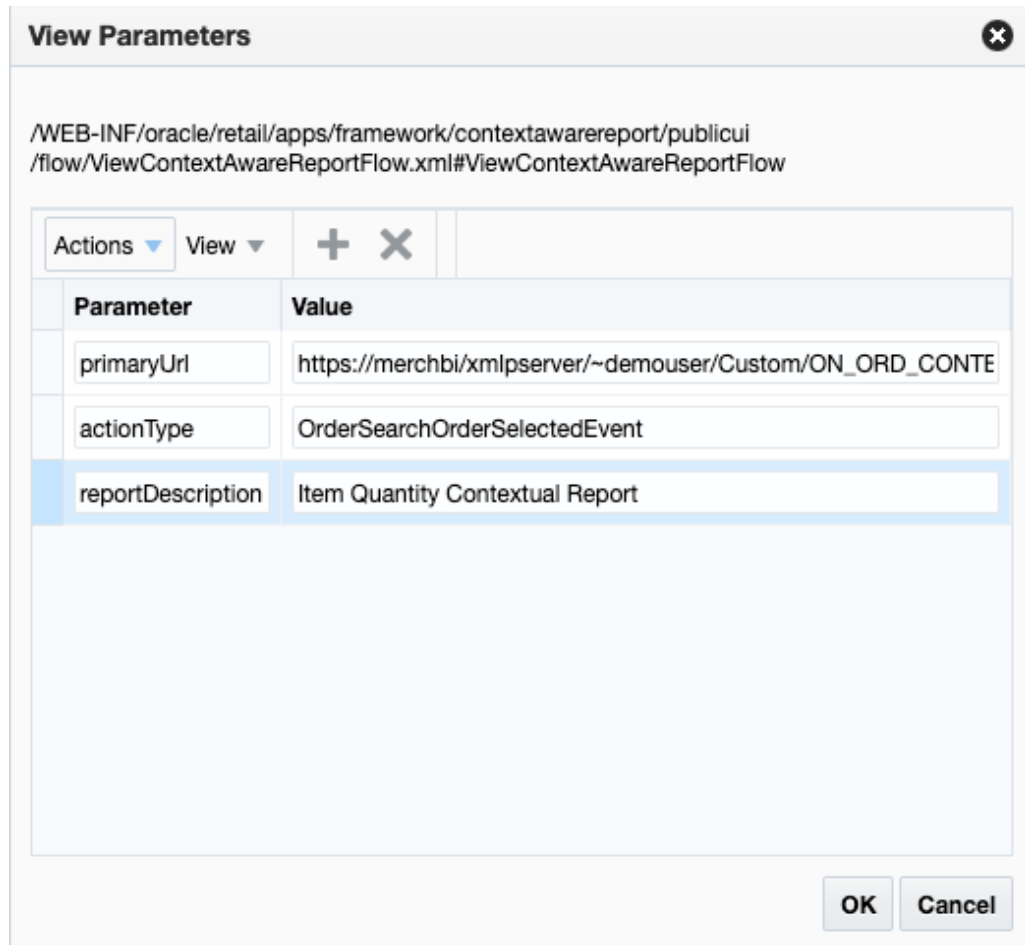 View Parameters
/WEB-INF/oracle/retail/apps/framework/contextawarereport/publicui
/flow/ViewContextAwareReportFlow.xml#ViewContextAwareReportFlow
Actions View
Parameter Value
primaryUrl https://merchbi/xmlpserver/~demouser/Custom/ON_ORD_CONTE
actionType OrderSearchOrderSelectedEvent
reportDescription Item Quantity Contextual Report
OK Cancel